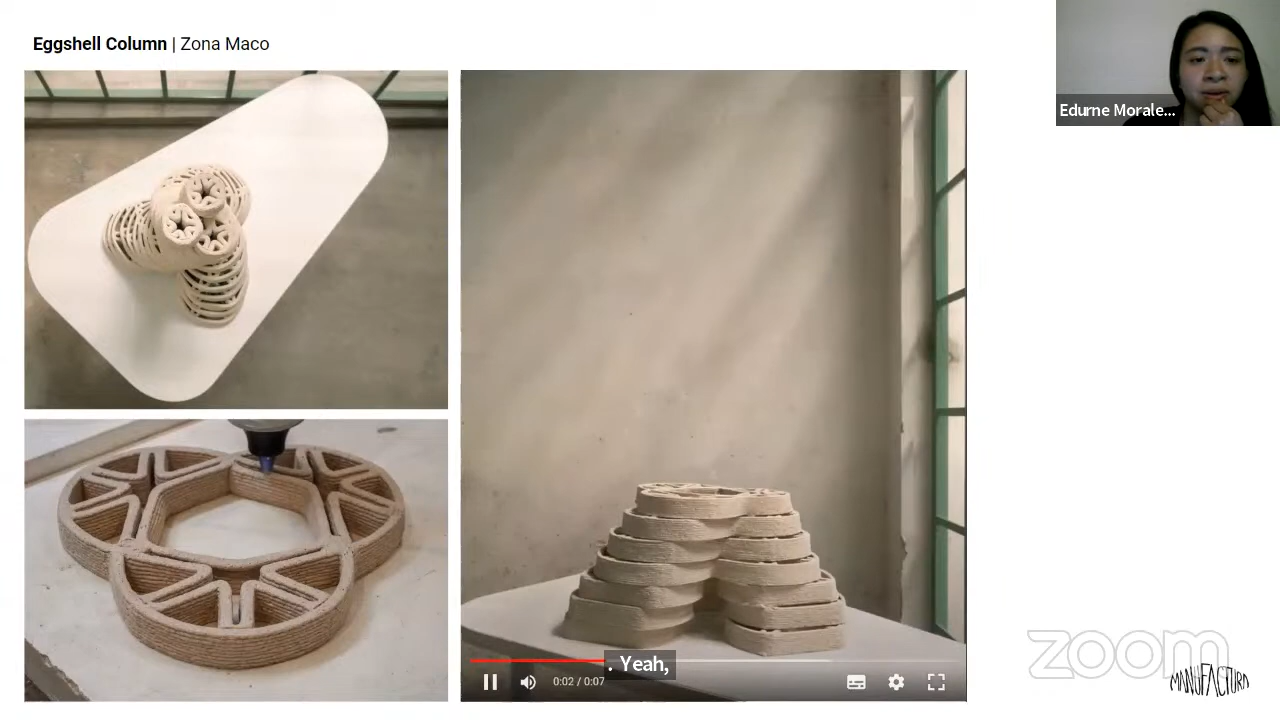 Eggshell Column | Zona Maco
Edurne Morale...
. Yeah,
0:02 / 0:07
zoom
MANUFACTURA